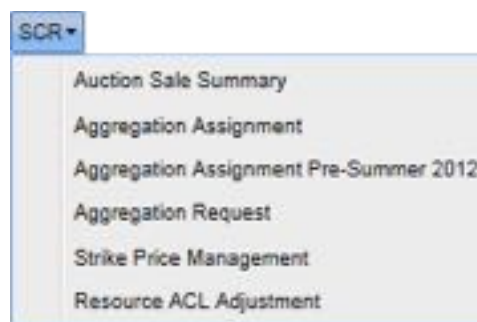 SCR
Auction Sale Summary
Aggregation Assignment
Aggregation Assignment Pre-Summer 2012
Aggregation Request
Strike Price Management
Resource ACL Adjustment